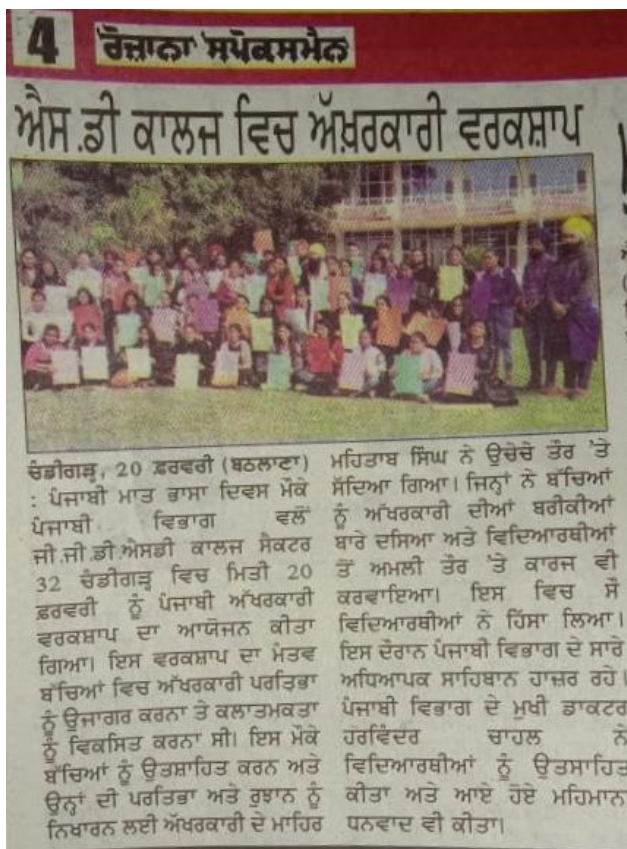 4
ਰੋਜ਼ਾਨਾ ਸਪੋਕਸਮੈਨ
ਐਸ.ਡੀ ਕਾਲਜ ਵਿਚ ਅੱਖ਼ਰਕਾਰੀ ਵਰਕਸ਼ਾਪ
ਚੰਡੀਗੜ੍ਹ, 20 ਫ਼ਰਵਰੀ (ਬਠਲਾਣਾ)
: ਪੰਜਾਬੀ ਮਾਤ ਭਾਸਾ ਦਿਵਸ ਮੌਕੇ
ਪੰਜਾਬੀ ਵਿਭਾਗ ਵਲੋਂ
ਜੀ.ਜੀ.ਡੀ.ਐਸਡੀ ਕਾਲਜ ਸੈਕਟਰ
32 ਚੰਡੀਗੜ੍ਹ ਵਿਚ ਮਿਤੀ 20
ਫ਼ਰਵਰੀ ਨੂੰ ਪੰਜਾਬੀ ਅੱਖਰਕਾਰੀ
ਵਰਕਸ਼ਾਪ ਦਾ ਆਯੋਜਨ ਕੀਤਾ
ਗਿਆ। ਇਸ ਵਰਕਸ਼ਾਪ ਦਾ ਮੰਤਵ
ਬੱਚਿਆਂ ਵਿਚ ਅੱਖਰਕਾਰੀ ਪਰਤਿਭਾ
ਨੂੰ ਉਜਾਗਰ ਕਰਨਾ ਤੇ ਕਲਾਤਮਕਤਾ
ਨੂੰ ਵਿਕਸਿਤ ਕਰਨਾ ਸੀ। ਇਸ ਮੌਕੇ
ਬੱਚਿਆਂ ਨੂੰ ਉਤਸ਼ਾਹਿਤ ਕਰਨ ਅਤੇ
ਉਨ੍ਹਾਂ ਦੀ ਪਰਤਿਭਾ ਅਤੇ ਰੁਝਾਨ ਨੂੰ
ਨਿਖਾਰਨ ਲਈ ਅੱਖਰਕਾਰੀ ਦੇ ਮਾਹਿਰ
ਮਹਿਤਾਬ ਸਿੰਘ ਨੇ ਉਚੇਚੇ ਤੌਰ 'ਤੇ
ਸੱਦਿਆ ਗਿਆ। ਜਿਨ੍ਹਾਂ ਨੇ ਬੱਚਿਆਂ
ਨੂੰ ਅੱਖਰਕਾਰੀ ਦੀਆਂ ਬਰੀਕੀਆਂ
ਬਾਰੇ ਦਸਿਆ ਅਤੇ ਵਿਦਿਆਰਥੀਆਂ
ਤੋਂ ਅਮਲੀ ਤੌਰ 'ਤੇ ਕਾਰਜ ਵੀ
ਕਰਵਾਇਆ। ਇਸ ਵਿਚ ਸੌ
ਵਿਦਿਆਰਥੀਆਂ ਨੇ ਹਿੱਸਾ ਲਿਆ।
ਇਸ ਦੌਰਾਨ ਪੰਜਾਬੀ ਵਿਭਾਗ ਦੇ ਸਾਰੇ
ਅਧਿਆਪਕ ਸਾਹਿਬਾਨ ਹਾਜ਼ਰ ਰਹੇ।
ਪੰਜਾਬੀ ਵਿਭਾਗ ਦੇ ਮੁਖੀ ਡਾਕਟਰ
ਹਰਵਿੰਦਰ ਚਾਹਲ ਨੇ
ਵਿਦਿਆਰਥੀਆਂ ਨੂੰ ਉਤਸਾਹਿਤ
ਕੀਤਾ ਅਤੇ ਆਏ ਹੋਏ ਮਹਿਮਾਨ
ਧਨਵਾਦ ਵੀ ਕੀਤਾ।